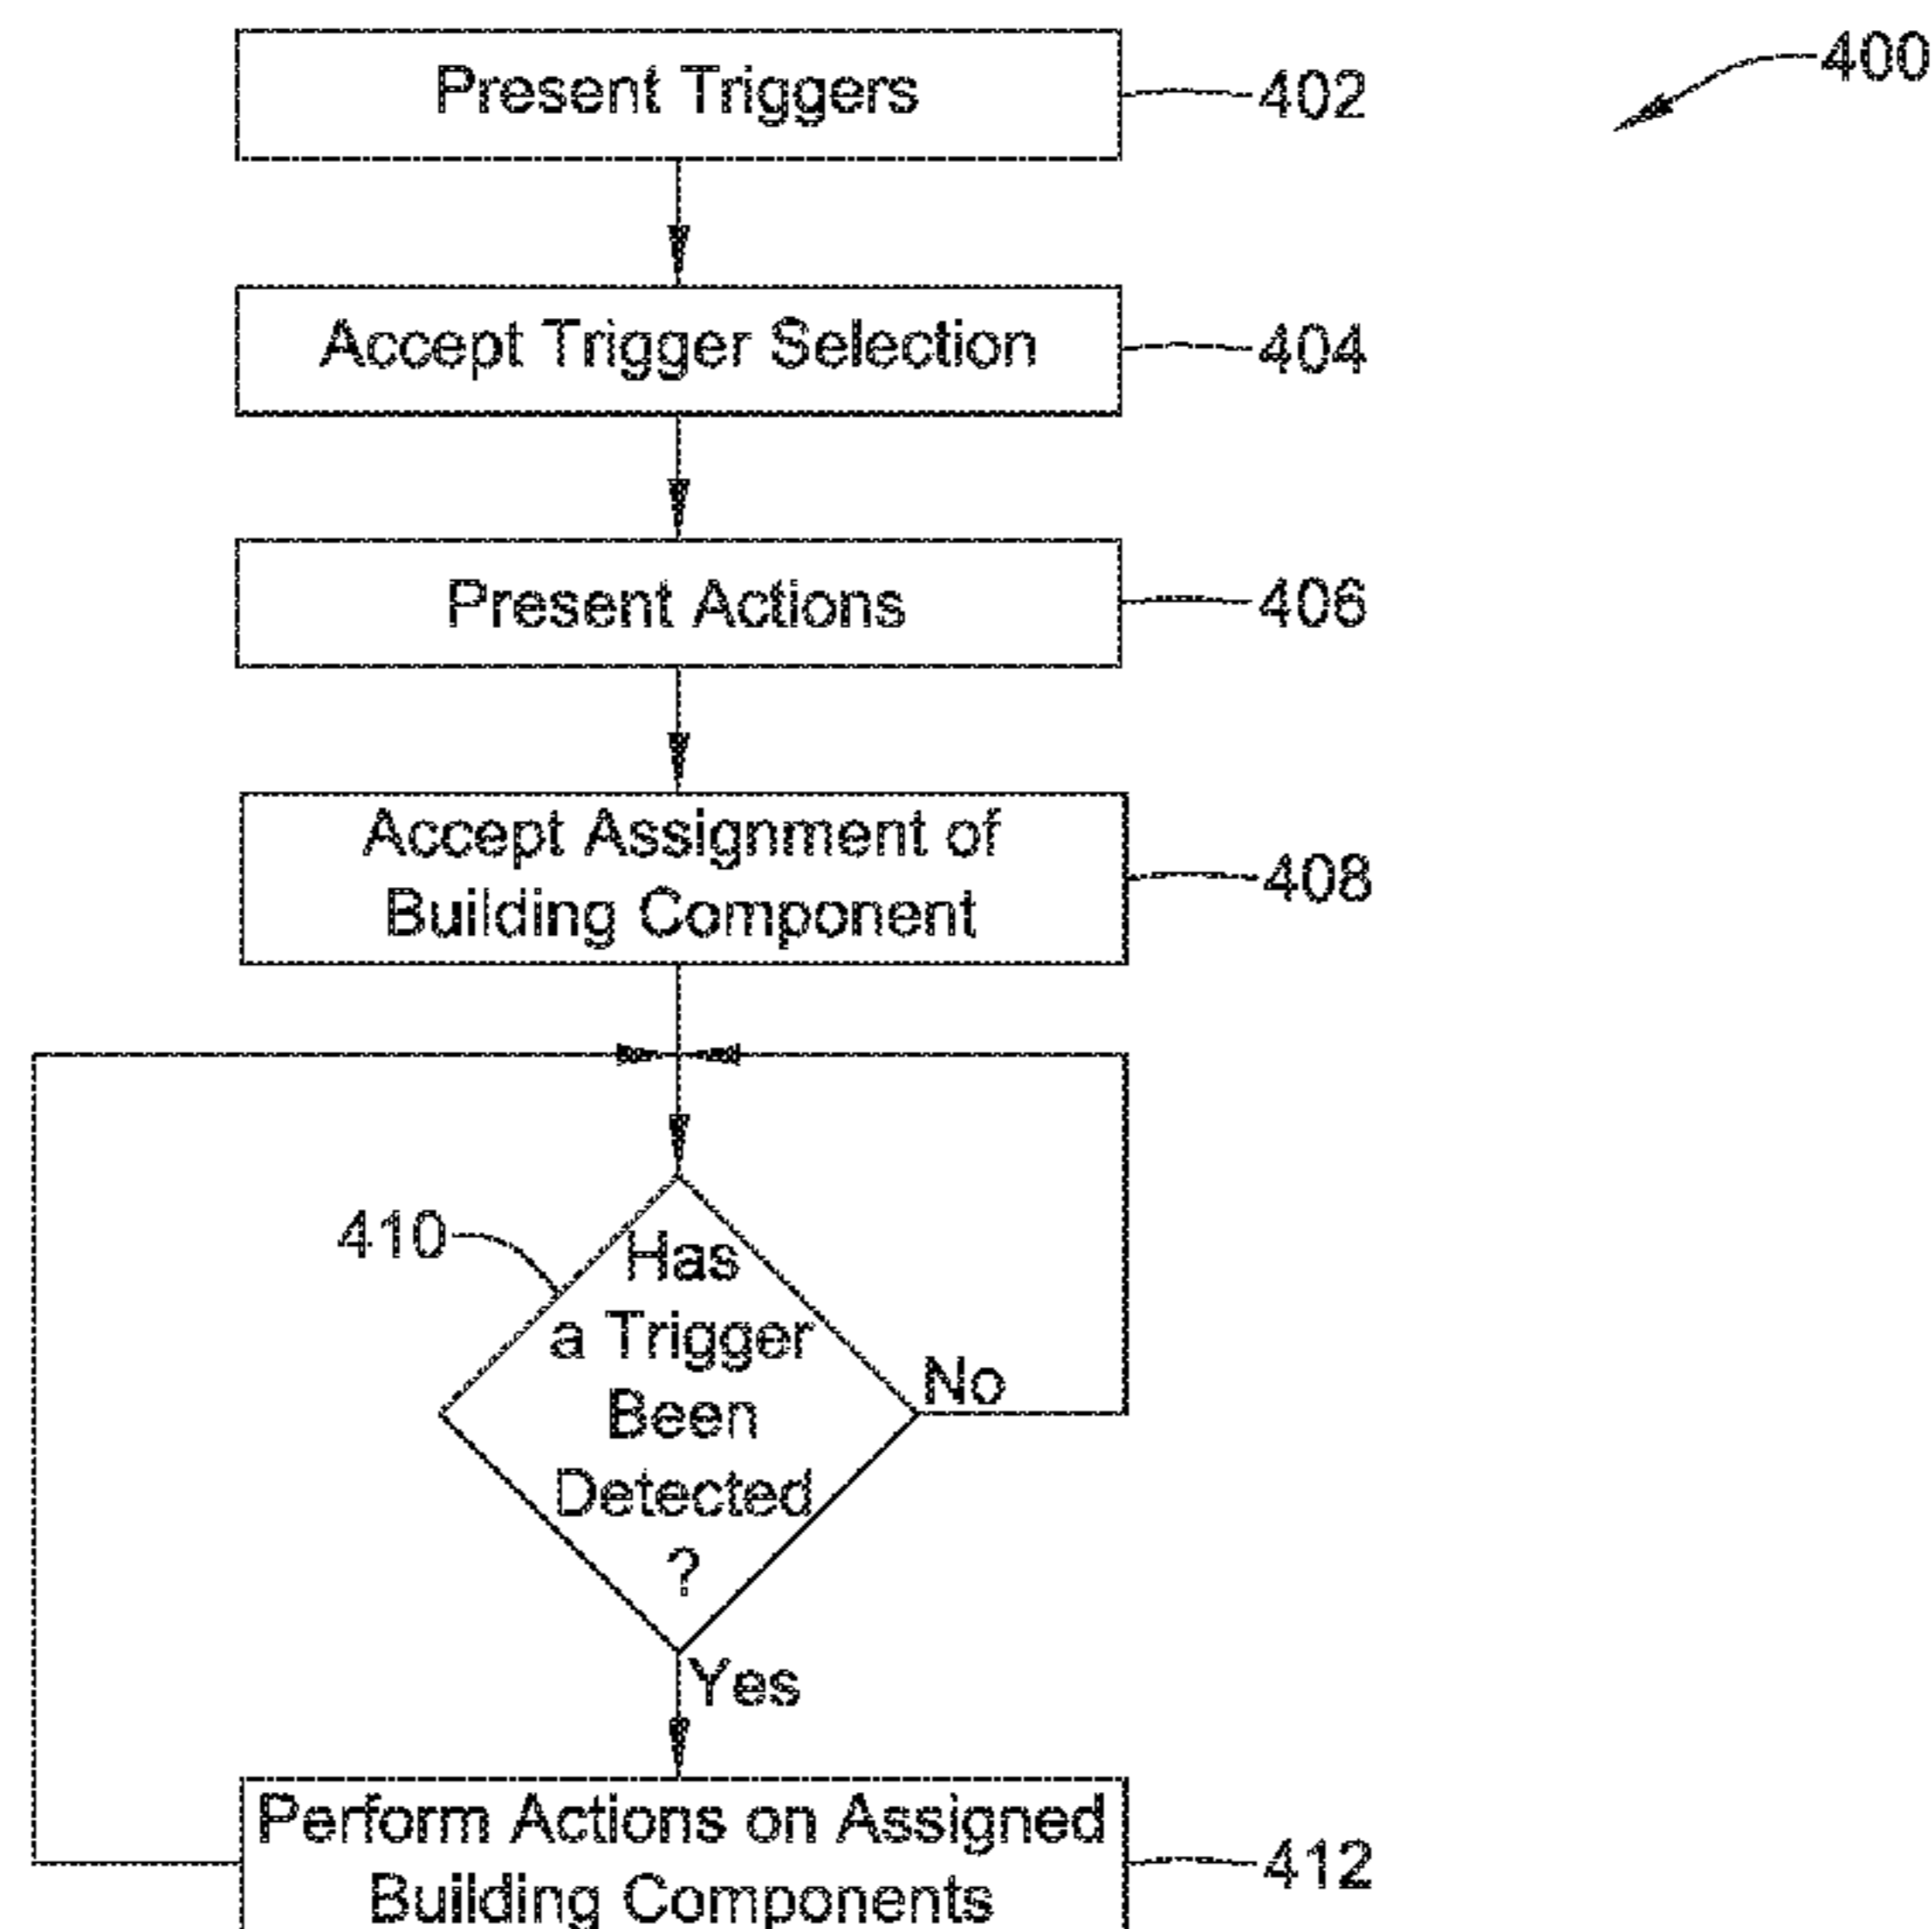 400
Present Triggers
402
Accept Trigger Selection
404
Present Actions
406
Accept Assignment of
Building Component
408
410
Has
a Trigger
Been
Detected
?
No
Yes
Perform Actions on Assigned
Building Components
412